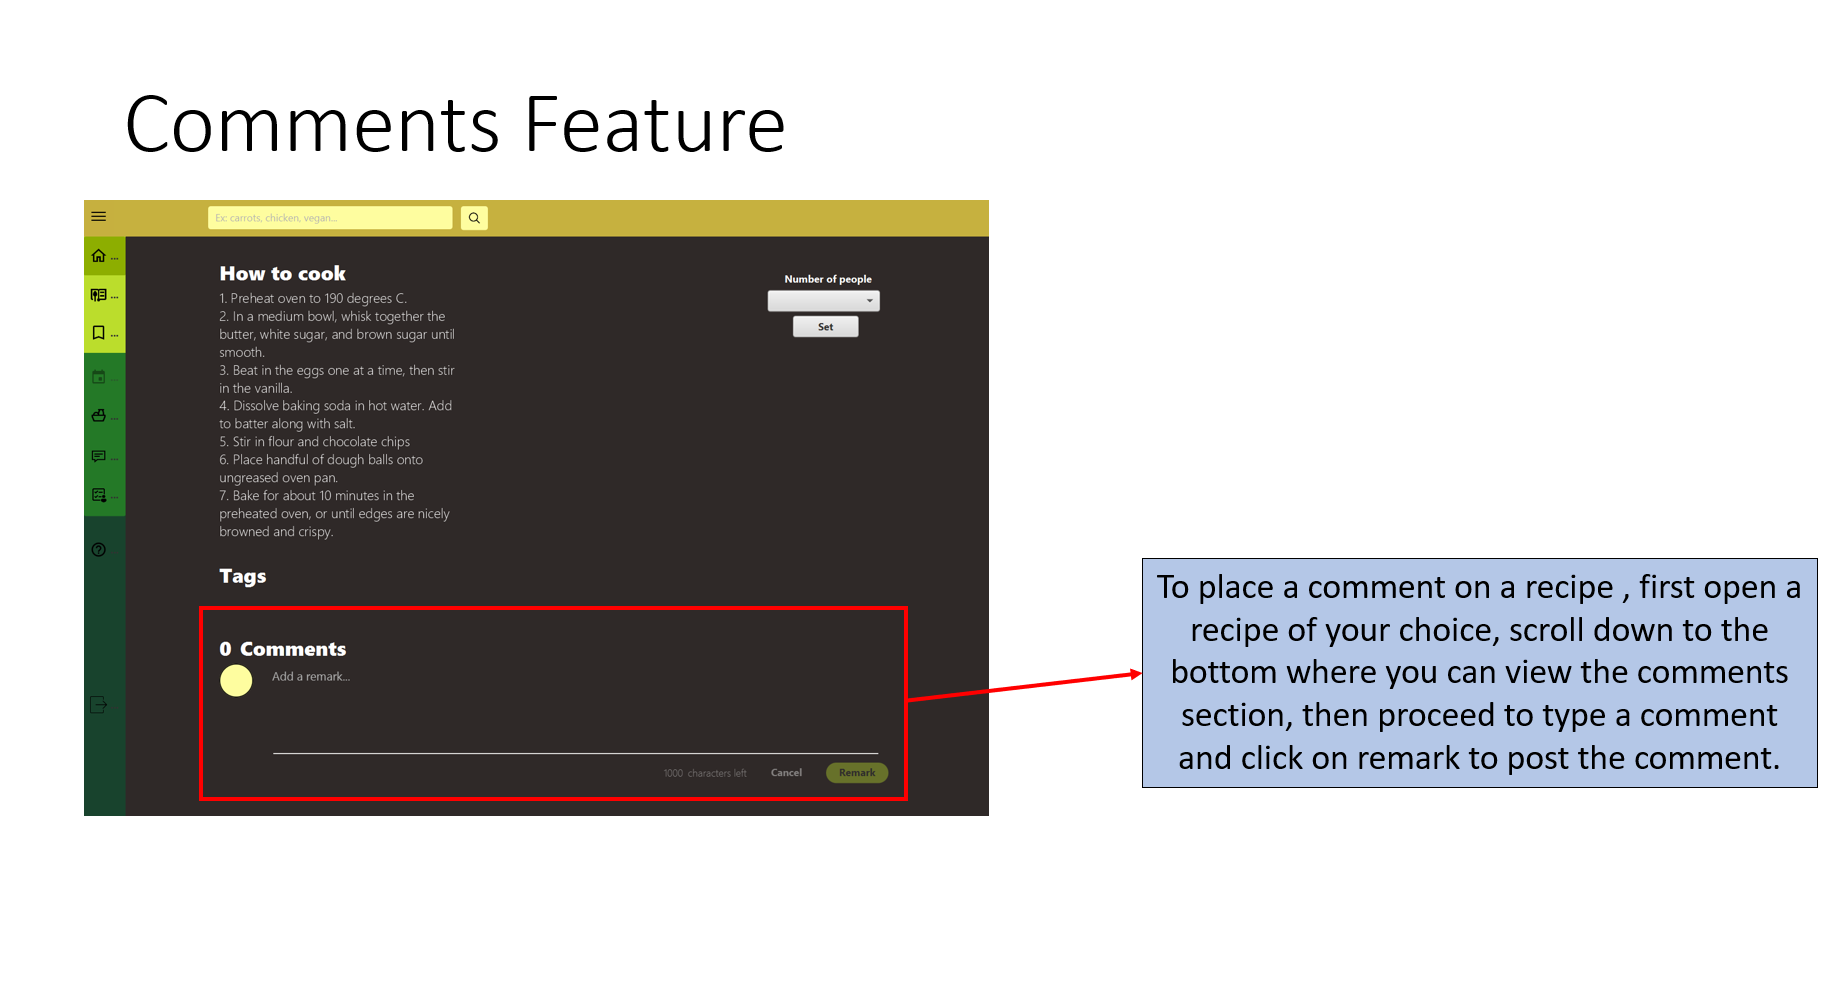 Comments Feature
Ex: carrots, chicken, vegan...
...
...
...
...
...
...
...
How to cook
1. Preheat oven to 190 degrees C.
2. In a medium bowl, whisk together the
butter, white sugar, and brown sugar until
smooth.
3. Beat in the eggs one at a time, then stir
in the vanilla.
4. Dissolve baking soda in hot water. Add
to batter along with salt.
5. Stir in flour and chocolate chips
6. Place handful of dough balls onto
ungreased oven pan.
7. Bake for about 10 minutes in the
preheated oven, or until edges are nicely
browned and crispy.
Number of people
Set
Tags
0 Comments
Add a remark...
1000 characters left
Cancel
Remark
To place a comment on a recipe , first open a
recipe of your choice, scroll down to the
bottom where you can view the comments
section, then proceed to type a comment
and click on remark to post the comment.